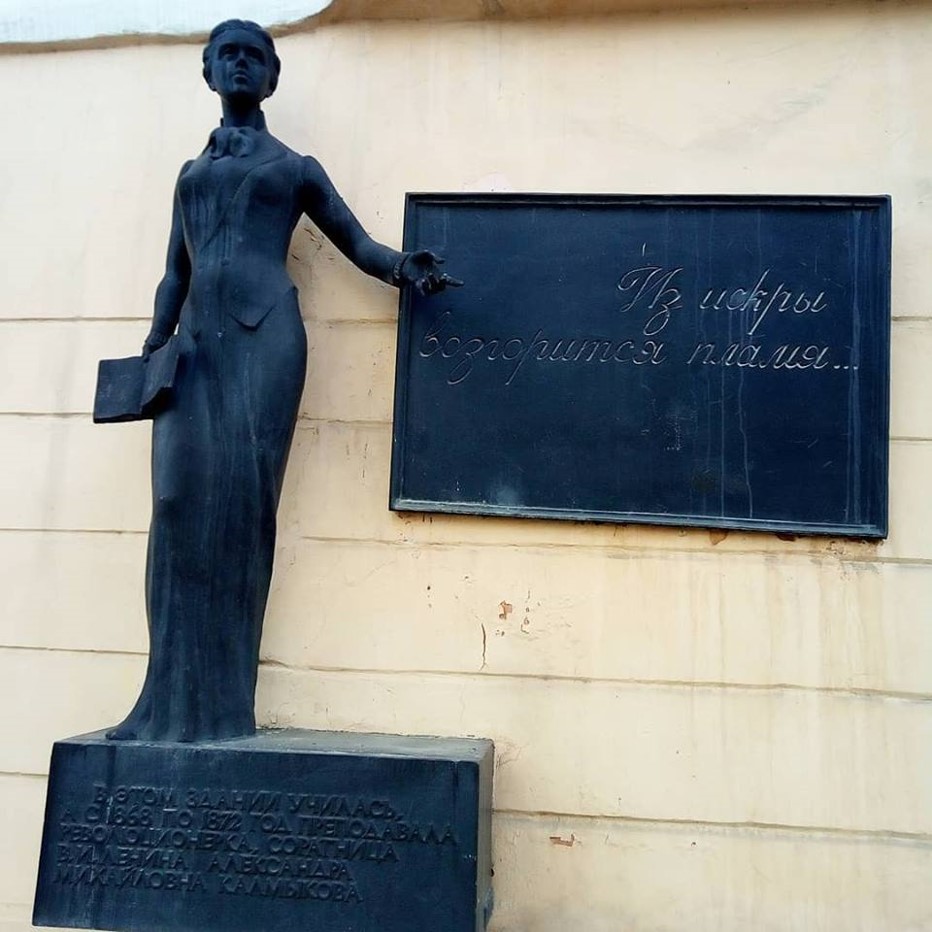 Из искры
возгорится пламя...
В ЭТОМ ЗДАНИИ УЧИЛАСЬ,
А С 1868 ПО 1872 ГОД ПРЕПОДАВАЛА
РЕВОЛЮЦИОНЕРКА, СОРАТНИЦА
В.И.ЛЕНИНА АЛЕКСАНДРА
МИХАЙЛОВНА КАЛМЫКОВА